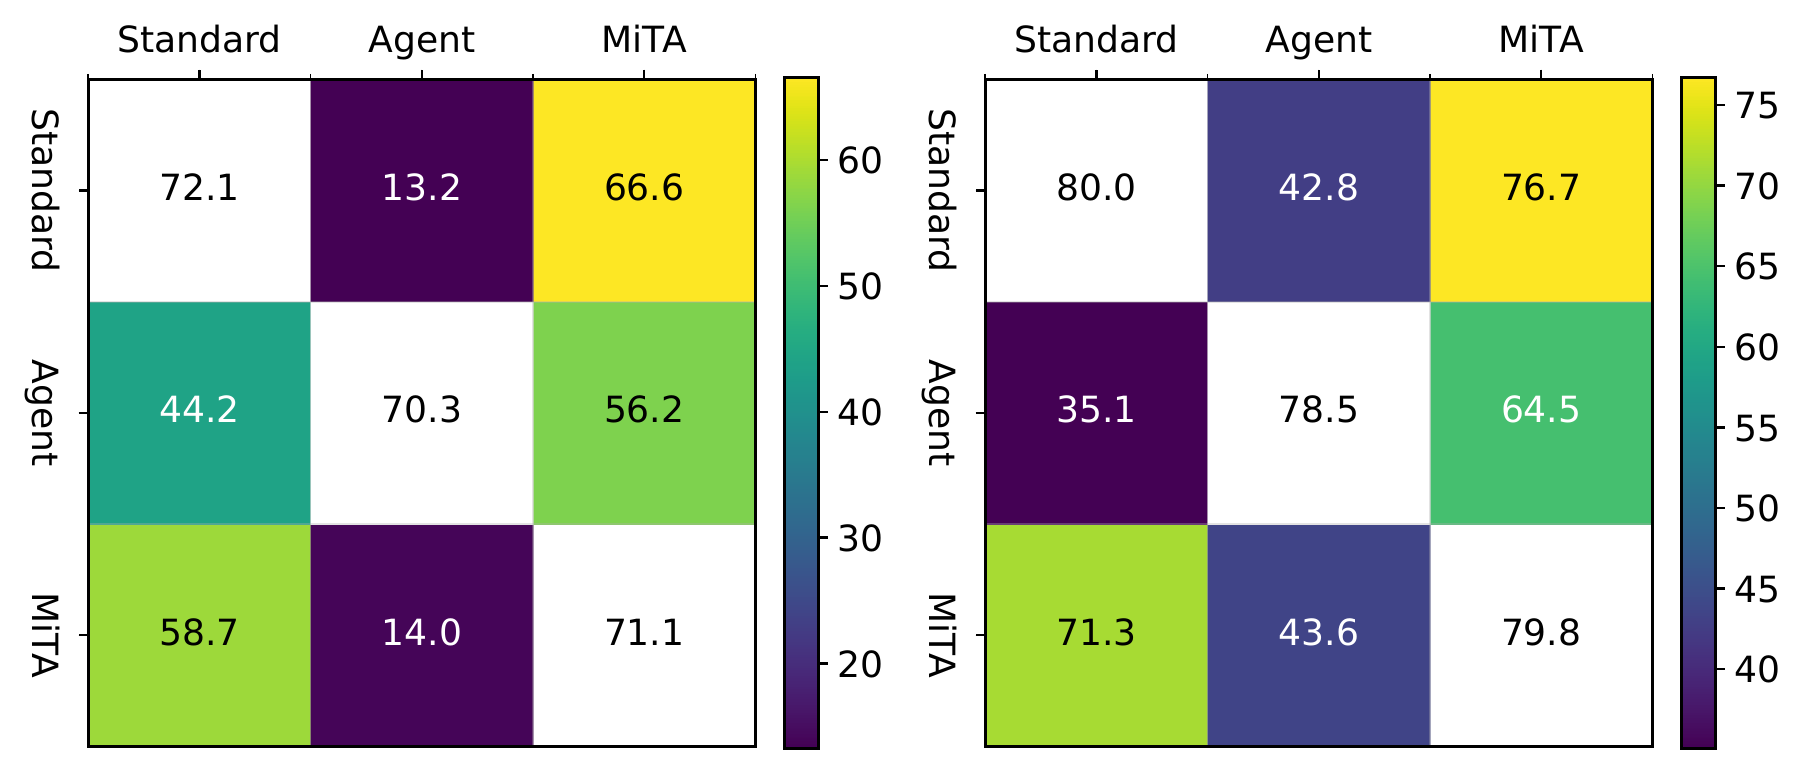 Standard Agent MiTA
Standard 72.1 13.2 66.6
Agent 44.2 70.3 56.2
MiTA 58.7 14.0 71.1
60
50
40
30
20
Standard Agent MiTA
Standard 80.0 42.8 76.7
Agent 35.1 78.5 64.5
MiTA 71.3 43.6 79.8
75
70
65
60
55
50
45
40